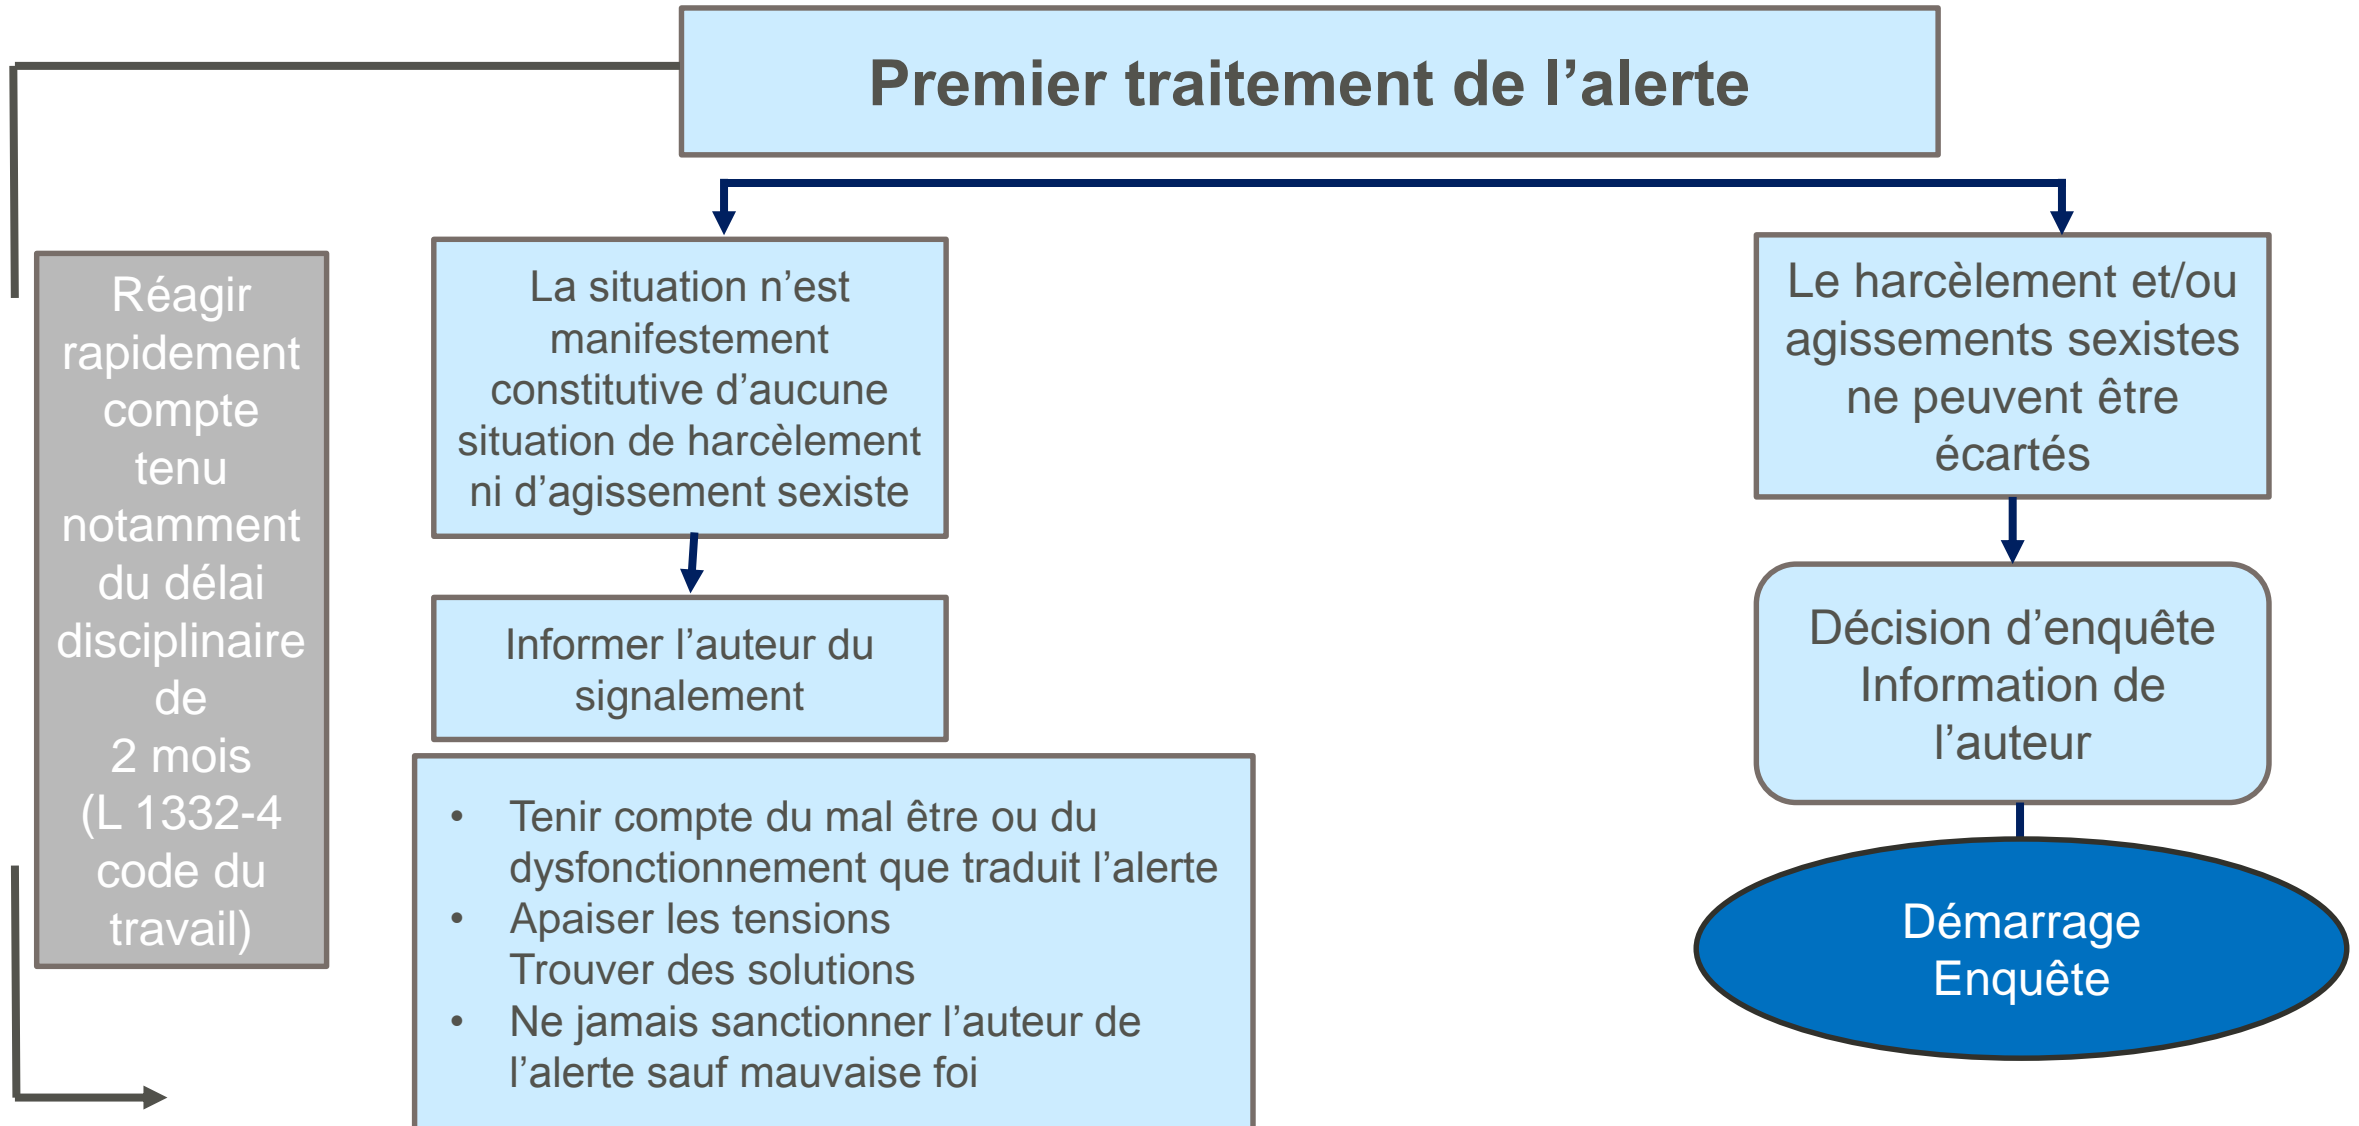 Premier traitement de l’alerte
Réagir
rapidement
compte
tenu
notamment
du délai
disciplinaire
de
2 mois
(L 1332-4
code du
travail)
La situation n’est
manifestement
constitutive d’aucune
situation de harcèlement
ni d’agissement sexiste
Informer l’auteur du
signalement
• Tenir compte du mal être ou du
dysfonctionnement que traduit l’alerte
• Apaiser les tensions
Trouver des solutions
• Ne jamais sanctionner l’auteur de
l’alerte sauf mauvaise foi
Le harcèlement et/ou
agissements sexistes
ne peuvent être
écartés
Décision d’enquête
Information de
l’auteur
Démarrage
Enquête